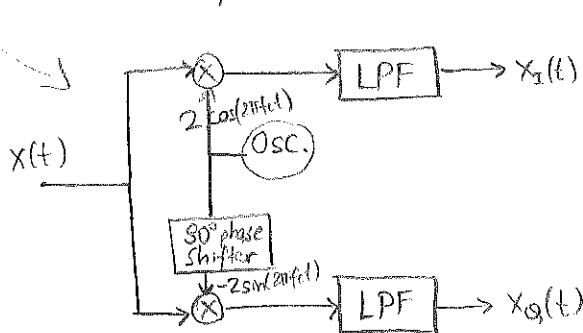 LPF
X_I(t)
2 cos(2πfct)
Osc.
X(t)
90° phase
shifter
-2sin(2πfct)
LPF
X_Q(t)